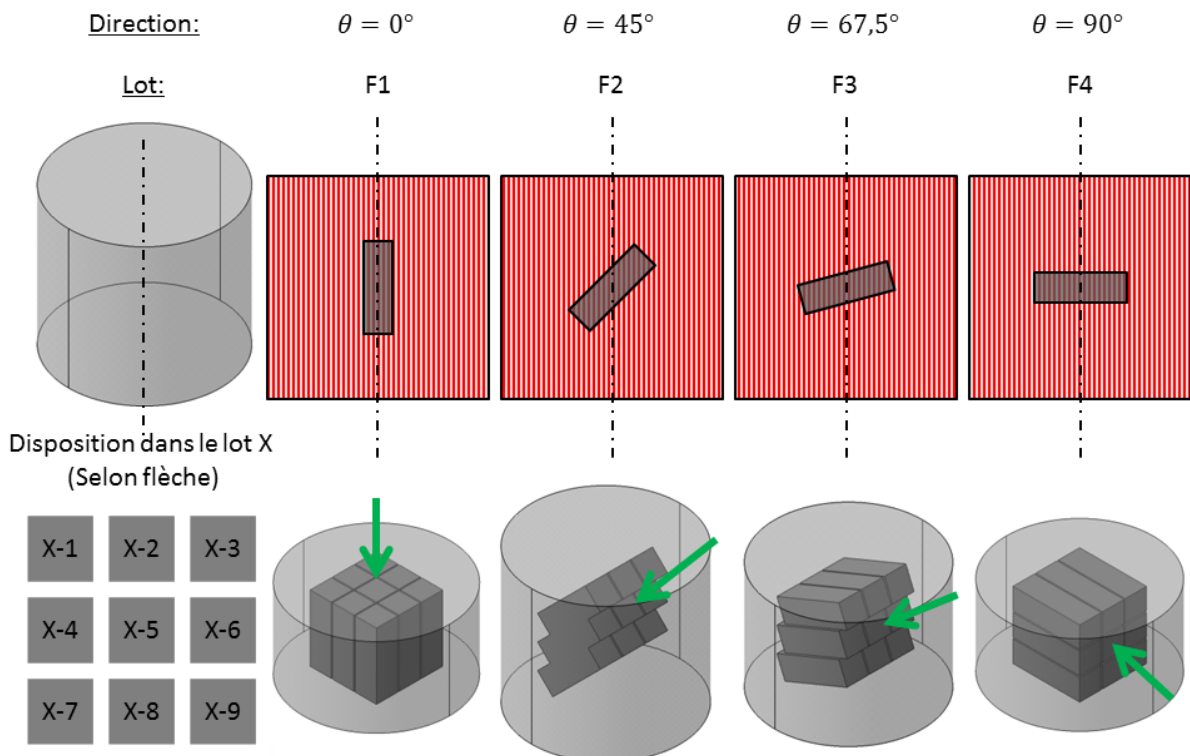 Direction: θ = 0° θ = 45° θ = 67,5° θ = 90°
Lot: F1 F2 F3 F4
Disposition dans le lot X
(Selon flèche)
X-1 X-2 X-3
X-4 X-5 X-6
X-7 X-8 X-9